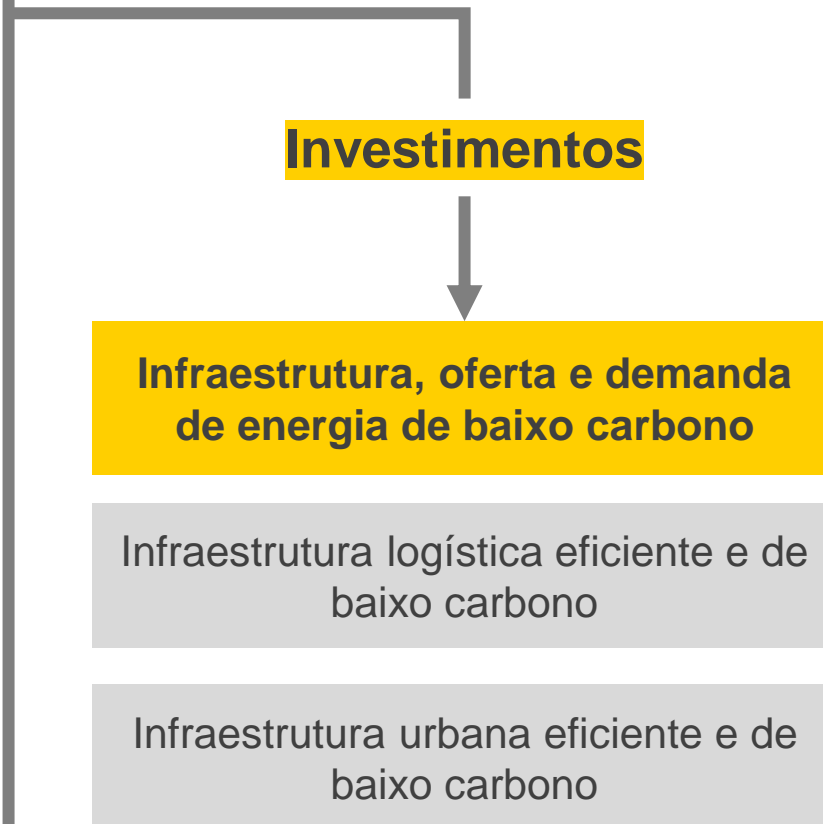 Investimentos
Infraestrutura, oferta e demanda
de energia de baixo carbono
Infraestrutura logística eficiente e de
baixo carbono
Infraestrutura urbana eficiente e de
baixo carbono